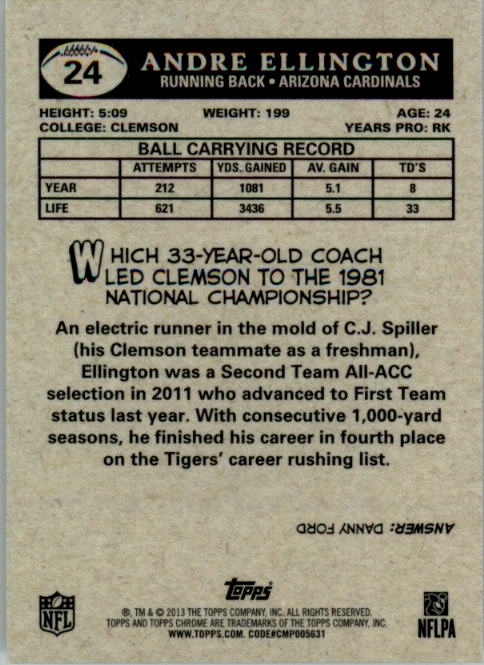 24
ANDRE ELLINGTON
RUNNING BACK • ARIZONA CARDINALS
HEIGHT: 5:09 WEIGHT: 199 AGE: 24
COLLEGE: CLEMSON YEARS PRO: RK
BALL CARRYING RECORD
ATTEMPTS YDS. GAINED AV. GAIN TD'S
YEAR 212 1081 5.1 8
LIFE 621 3436 5.5 33
WHICH 33-YEAR-OLD COACH
LED CLEMSON TO THE 1981
NATIONAL CHAMPIONSHIP?
An electric runner in the mold of C.J. Spiller
(his Clemson teammate as a freshman),
Ellington was a Second Team All-ACC
selection in 2011 who advanced to First Team
status last year. With consecutive 1,000-yard
seasons, he finished his career in fourth place
on the Tigers' career rushing list.
ANSWER: DANNY FORD
NFL
Topps
®, TM & © 2013 THE TOPPS COMPANY, INC. ALL RIGHTS RESERVED.
TOPPS AND TOPPS CHROME ARE TRADEMARKS OF THE TOPPS COMPANY, INC.
WWW.TOPPS.COM. CODE#CMP005631
NFLPA